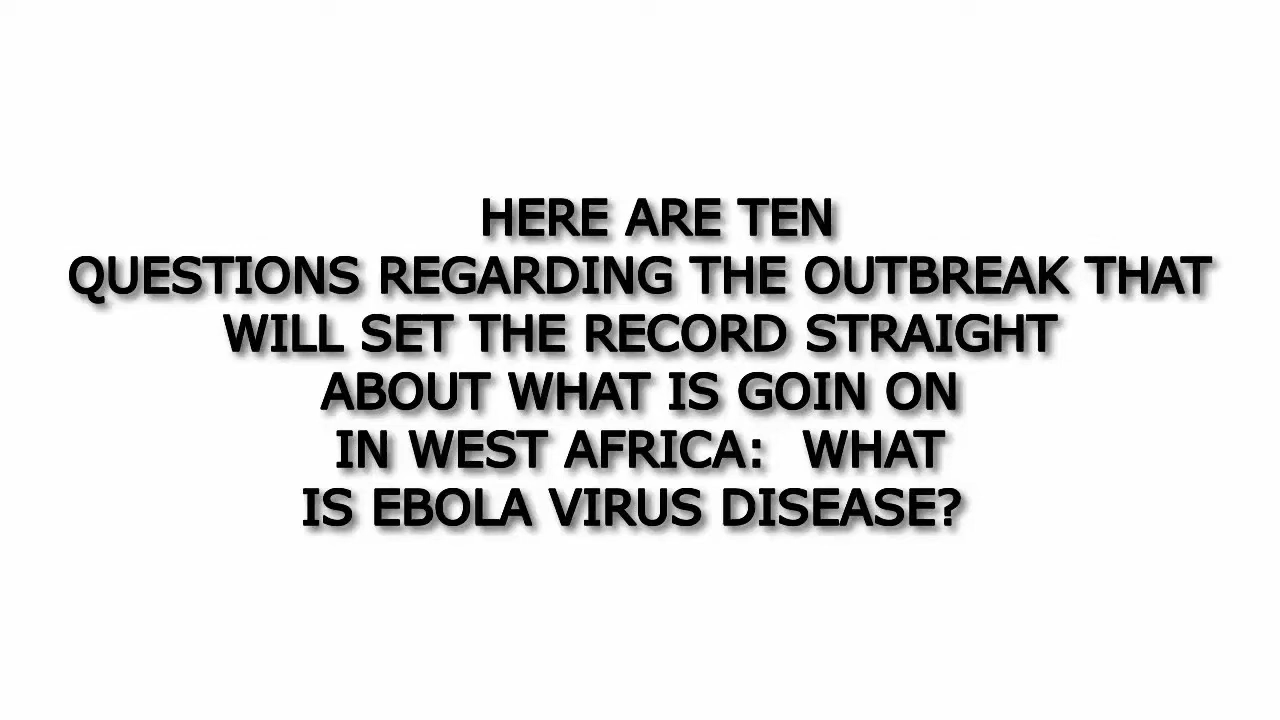 HERE ARE TEN
QUESTIONS REGARDING THE OUTBREAK THAT
WILL SET THE RECORD STRAIGHT
ABOUT WHAT IS GOIN ON
IN WEST AFRICA:  WHAT
IS EBOLA VIRUS DISEASE?